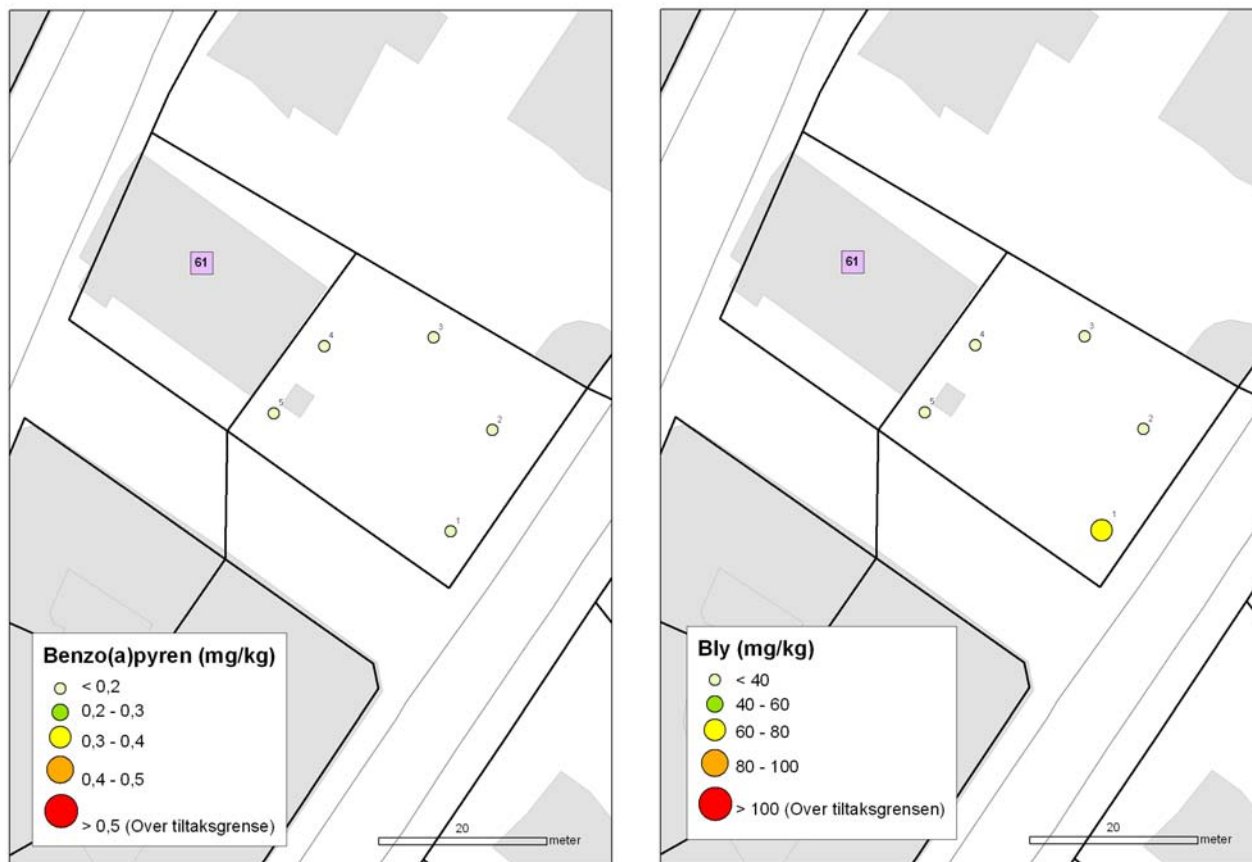 61
4
3
5
2
1
Benzo(a)pyren (mg/kg)
< 0,2
0,2 - 0,3
0,3 - 0,4
0,4 - 0,5
> 0,5 (Over tiltaksgrense)
20
meter
61
4
3
5
2
1
Bly (mg/kg)
< 40
40 - 60
60 - 80
80 - 100
> 100 (Over tiltaksgrensen)
20
meter